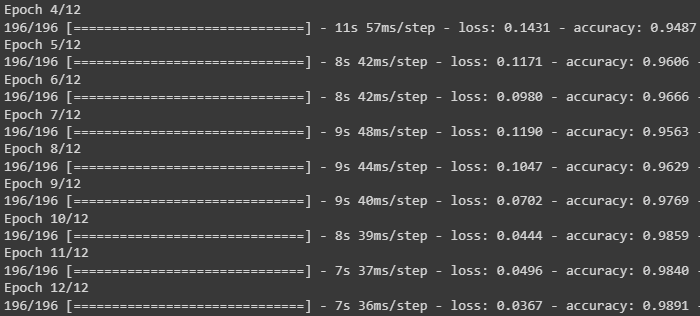 Epoch 4/12
196/196 [==============================] - 11s 57ms/step - loss: 0.1431 - accuracy: 0.9487
Epoch 5/12
196/196 [==============================] - 8s 42ms/step - loss: 0.1171 - accuracy: 0.9606 -
Epoch 6/12
196/196 [==============================] - 8s 42ms/step - loss: 0.0980 - accuracy: 0.9666 -
Epoch 7/12
196/196 [==============================] - 9s 48ms/step - loss: 0.1190 - accuracy: 0.9563 -
Epoch 8/12
196/196 [==============================] - 9s 44ms/step - loss: 0.1047 - accuracy: 0.9629 -
Epoch 9/12
196/196 [==============================] - 9s 40ms/step - loss: 0.0702 - accuracy: 0.9769 -
Epoch 10/12
196/196 [==============================] - 8s 39ms/step - loss: 0.0444 - accuracy: 0.9859 -
Epoch 11/12
196/196 [==============================] - 7s 37ms/step - loss: 0.0496 - accuracy: 0.9840 -
Epoch 12/12
196/196 [==============================] - 7s 36ms/step - loss: 0.0367 - accuracy: 0.9891 -